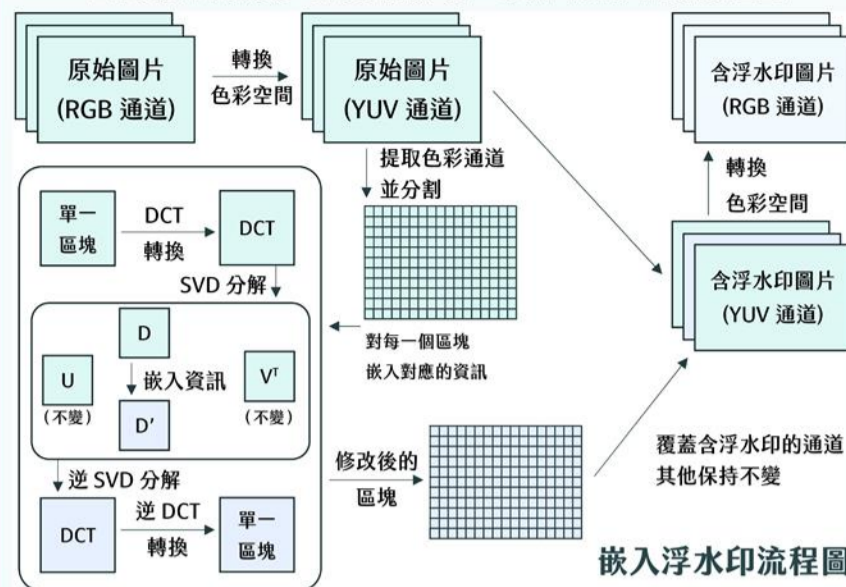 原始圖片
(RGB 通道)
轉換
色彩空間
原始圖片
(YUV 通道)
含浮水印圖片
(RGB 通道)
提取色彩通道
並分割
轉換
色彩空間
單一
區塊
DCT
轉換
DCT
SVD 分解
含浮水印圖片
(YUV 通道)
對每一個區塊
嵌入對應的資訊
D
U
(不變)
嵌入資訊
Vᵀ
(不變)
D'
逆 SVD 分解
DCT
逆 DCT
轉換
單一
區塊
修改後的
區塊
覆蓋含浮水印的通道
其他保持不變
嵌入浮水印流程圖